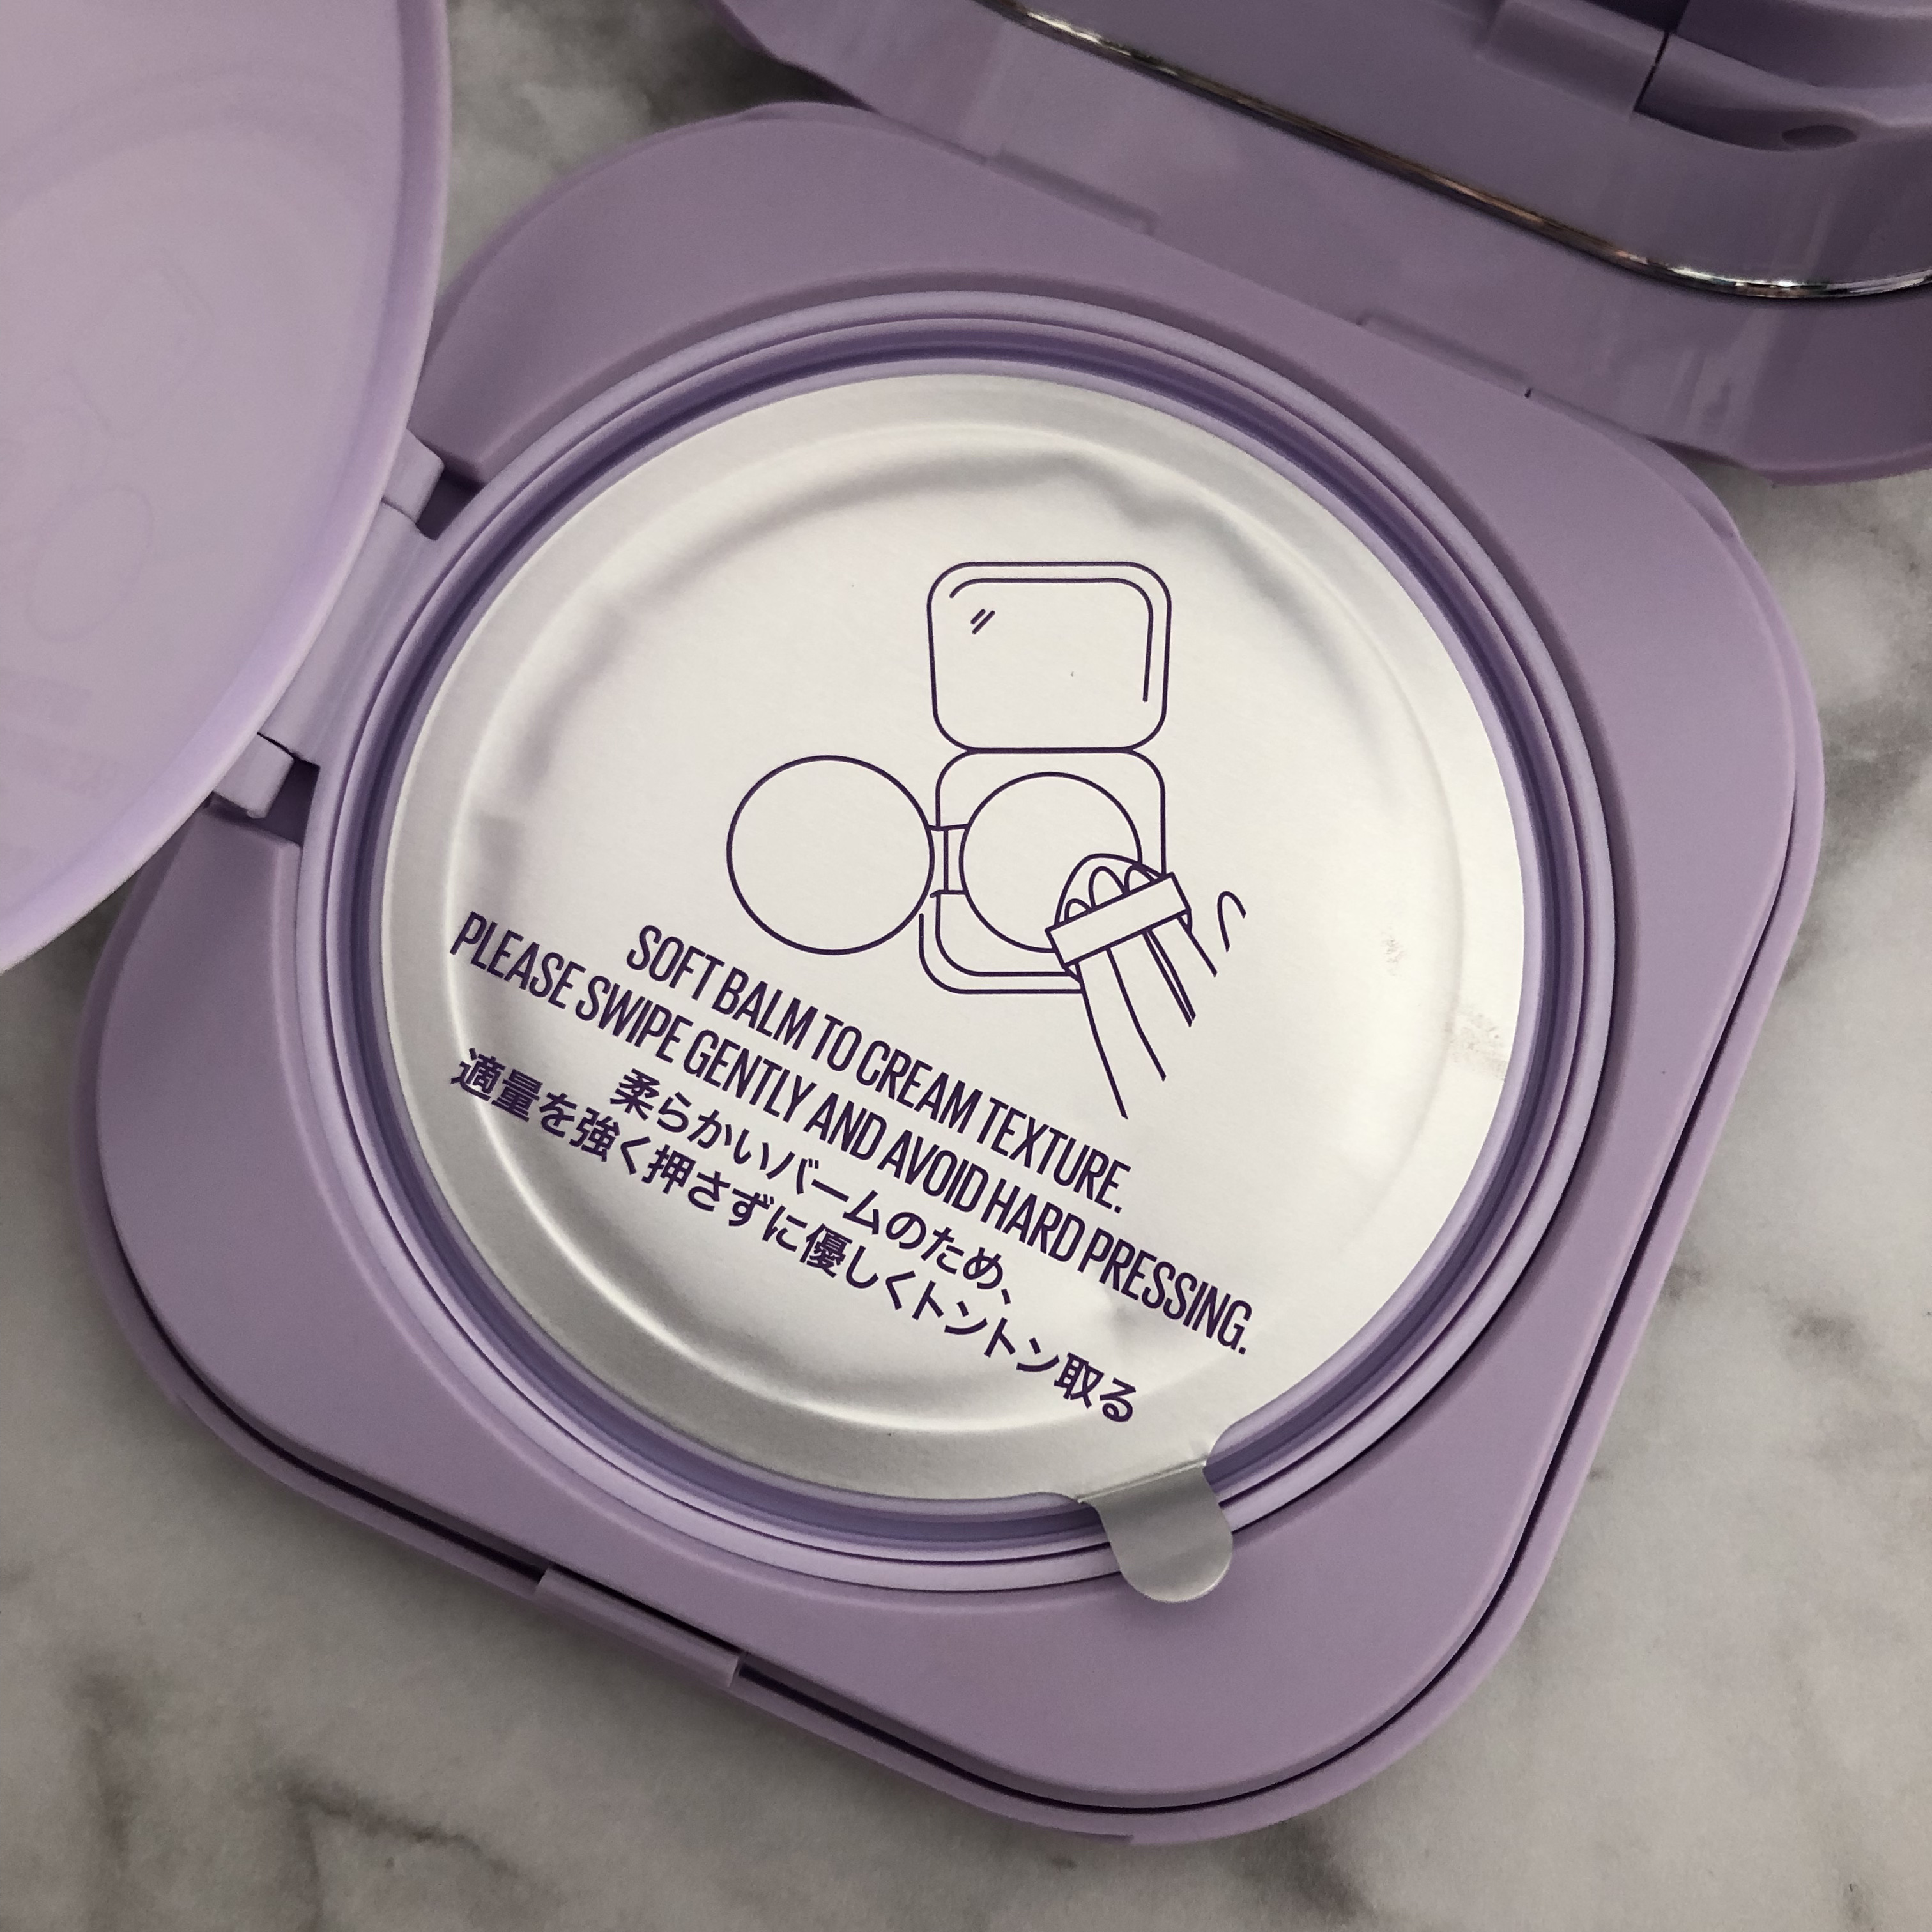 SOFT BALM TO CREAM TEXTURE.
PLEASE SWIPE GENTLY AND AVOID HARD PRESSING.
柔らかいバームのため、
適量を強く押さずに優しくトントン取る